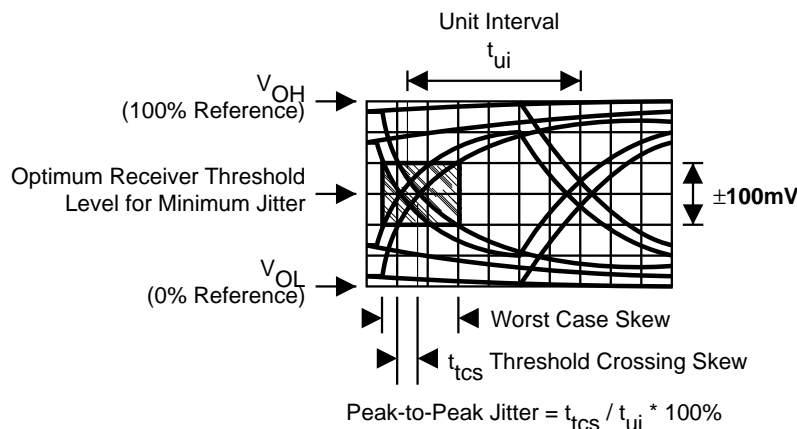 Unit Interval
tui
VOH
(100% Reference)
Optimum Receiver Threshold
Level for Minimum Jitter
±100mV
VOL
(0% Reference)
Worst Case Skew
ttcs Threshold Crossing Skew
Peak-to-Peak Jitter = ttcs / tui * 100%